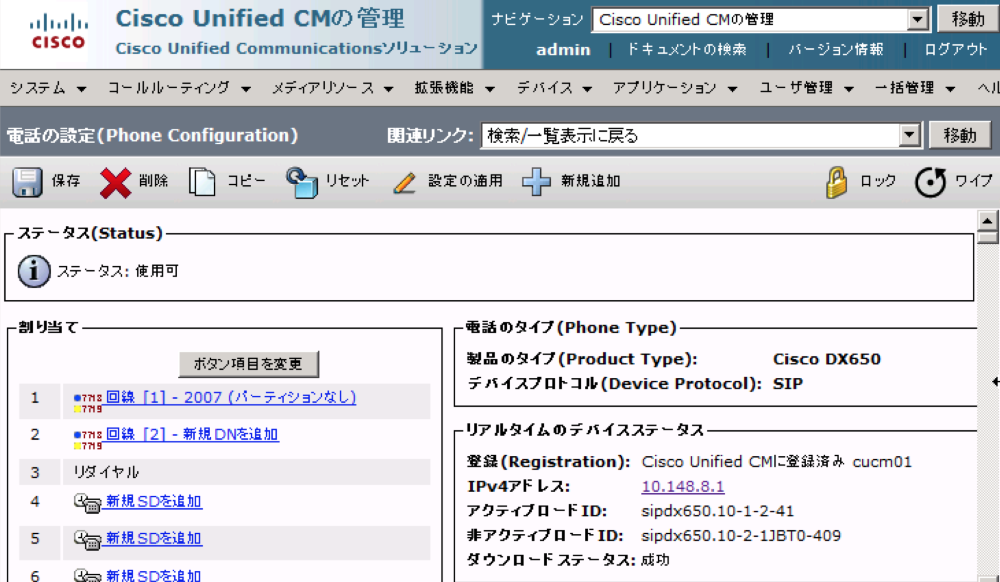 CISCO
Cisco Unified CMの管理
Cisco Unified Communicationsソリューション
ナビゲーション Cisco Unified CMの管理 移動
admin | ドキュメントの検索 | バージョン情報 | ログアウト
システム コールルーティング メディアリソース 拡張機能 デバイス アプリケーション ユーザ管理 一括管理
電話の設定(Phone Configuration) 関連リンク: 検索/一覧表示に戻る 移動
保存 削除 コピー リセット 設定の適用 新規追加 ロック ワイプ
ステータス(Status)
ステータス: 使用可
割り当て
ボタン項目を変更
1 回線 [1] - 2007 (パーティションなし)
2 回線 [2] - 新規DNを追加
3 リダイヤル
4 新規SDを追加
5 新規SDを追加
6 新規SDを追加
電話のタイプ(Phone Type)
製品のタイプ(Product Type): Cisco DX650
デバイスプロトコル(Device Protocol): SIP
リアルタイムのデバイスステータス
登録(Registration): Cisco Unified CMに登録済み cucm01
IPv4アドレス: 10.148.8.1
アクティブロードID: sipdx650.10-1-2-41
非アクティブロードID: sipdx650.10-2-1JBT0-409
ダウンロードステータス: 成功